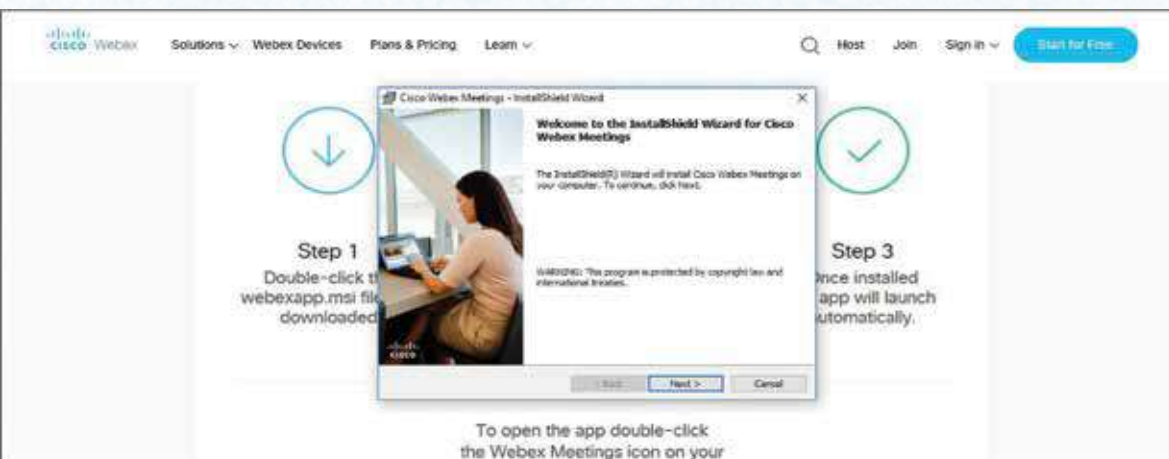 cisco Webex
Solutions Webex Devices Plans & Pricing Learn Host Join Sign in Start for Free
Cisco Webex Meetings - InstallShield Wizard
Welcome to the InstallShield Wizard for Cisco
Webex Meetings
The InstallShield(R) Wizard will install Cisco Webex Meetings on
your computer. To continue, click Next.
WARNING: This program is protected by copyright law and
international treaties.
cisco
< Back Next > Cancel
Step 1
Double-click
webexapp.msi
downloaded
Step 3
installed
app will launch
automatically.
To open the app double-click
the Webex Meetings icon on your